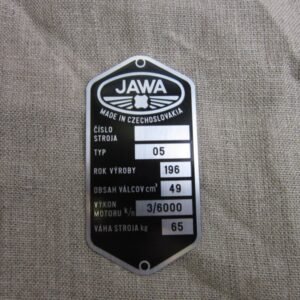 JAWA
MADE IN CZECHOSLOVAKIA
ČÍSLO
STROJA
TYP 05
ROK VÝROBY 196
OBSAH VÁLCOV cm³ 49
VÝKON
MOTORU k/n 3/6000
VÁHA STROJA kg 65